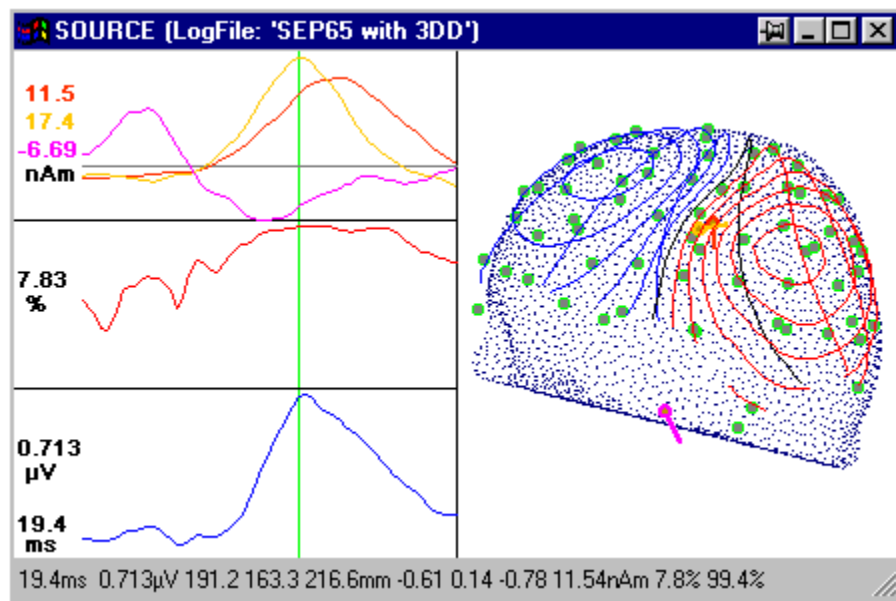 SOURCE (LogFile: 'SEP65 with 3DD')
11.5
17.4
-6.69
nAm
7.83
%
0.713
µV
19.4
ms
19.4ms 0.713µV 191.2 163.3 216.6mm -0.61 0.14 -0.78 11.54nAm 7.8% 99.4%